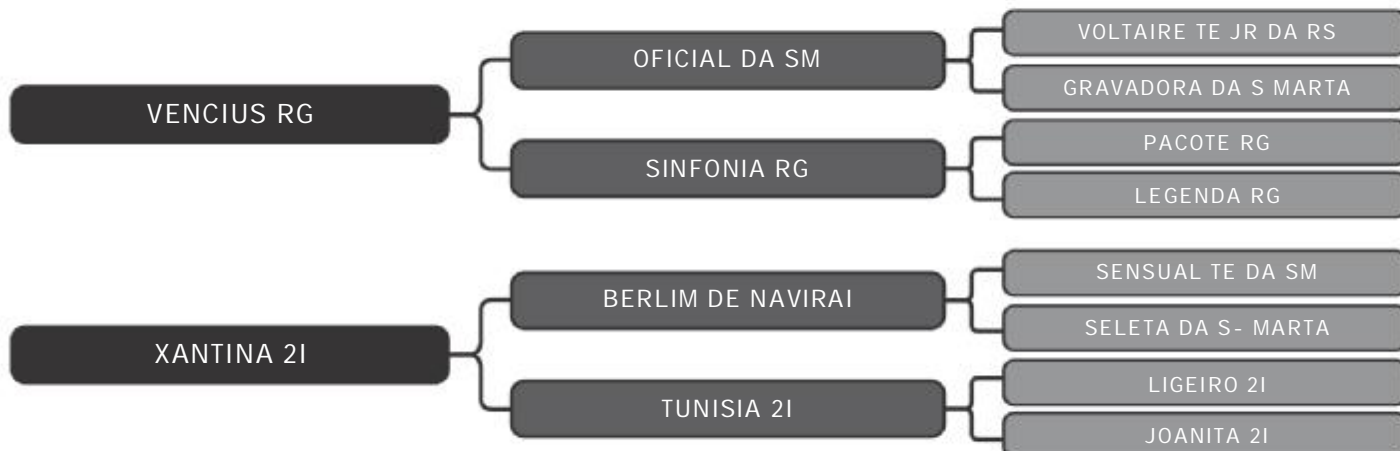 VOLTAIRE TE JR DA RS
OFICIAL DA SM
GRAVADORA DA S MARTA
VENCIUS RG
PACOTE RG
SINFONIA RG
LEGENDA RG
SENSUAL TE DA SM
BERLIM DE NAVIRAI
SELETA DA S- MARTA
XANTINA 2I
LIGEIRO 2I
TUNISIA 2I
JOANITA 2I